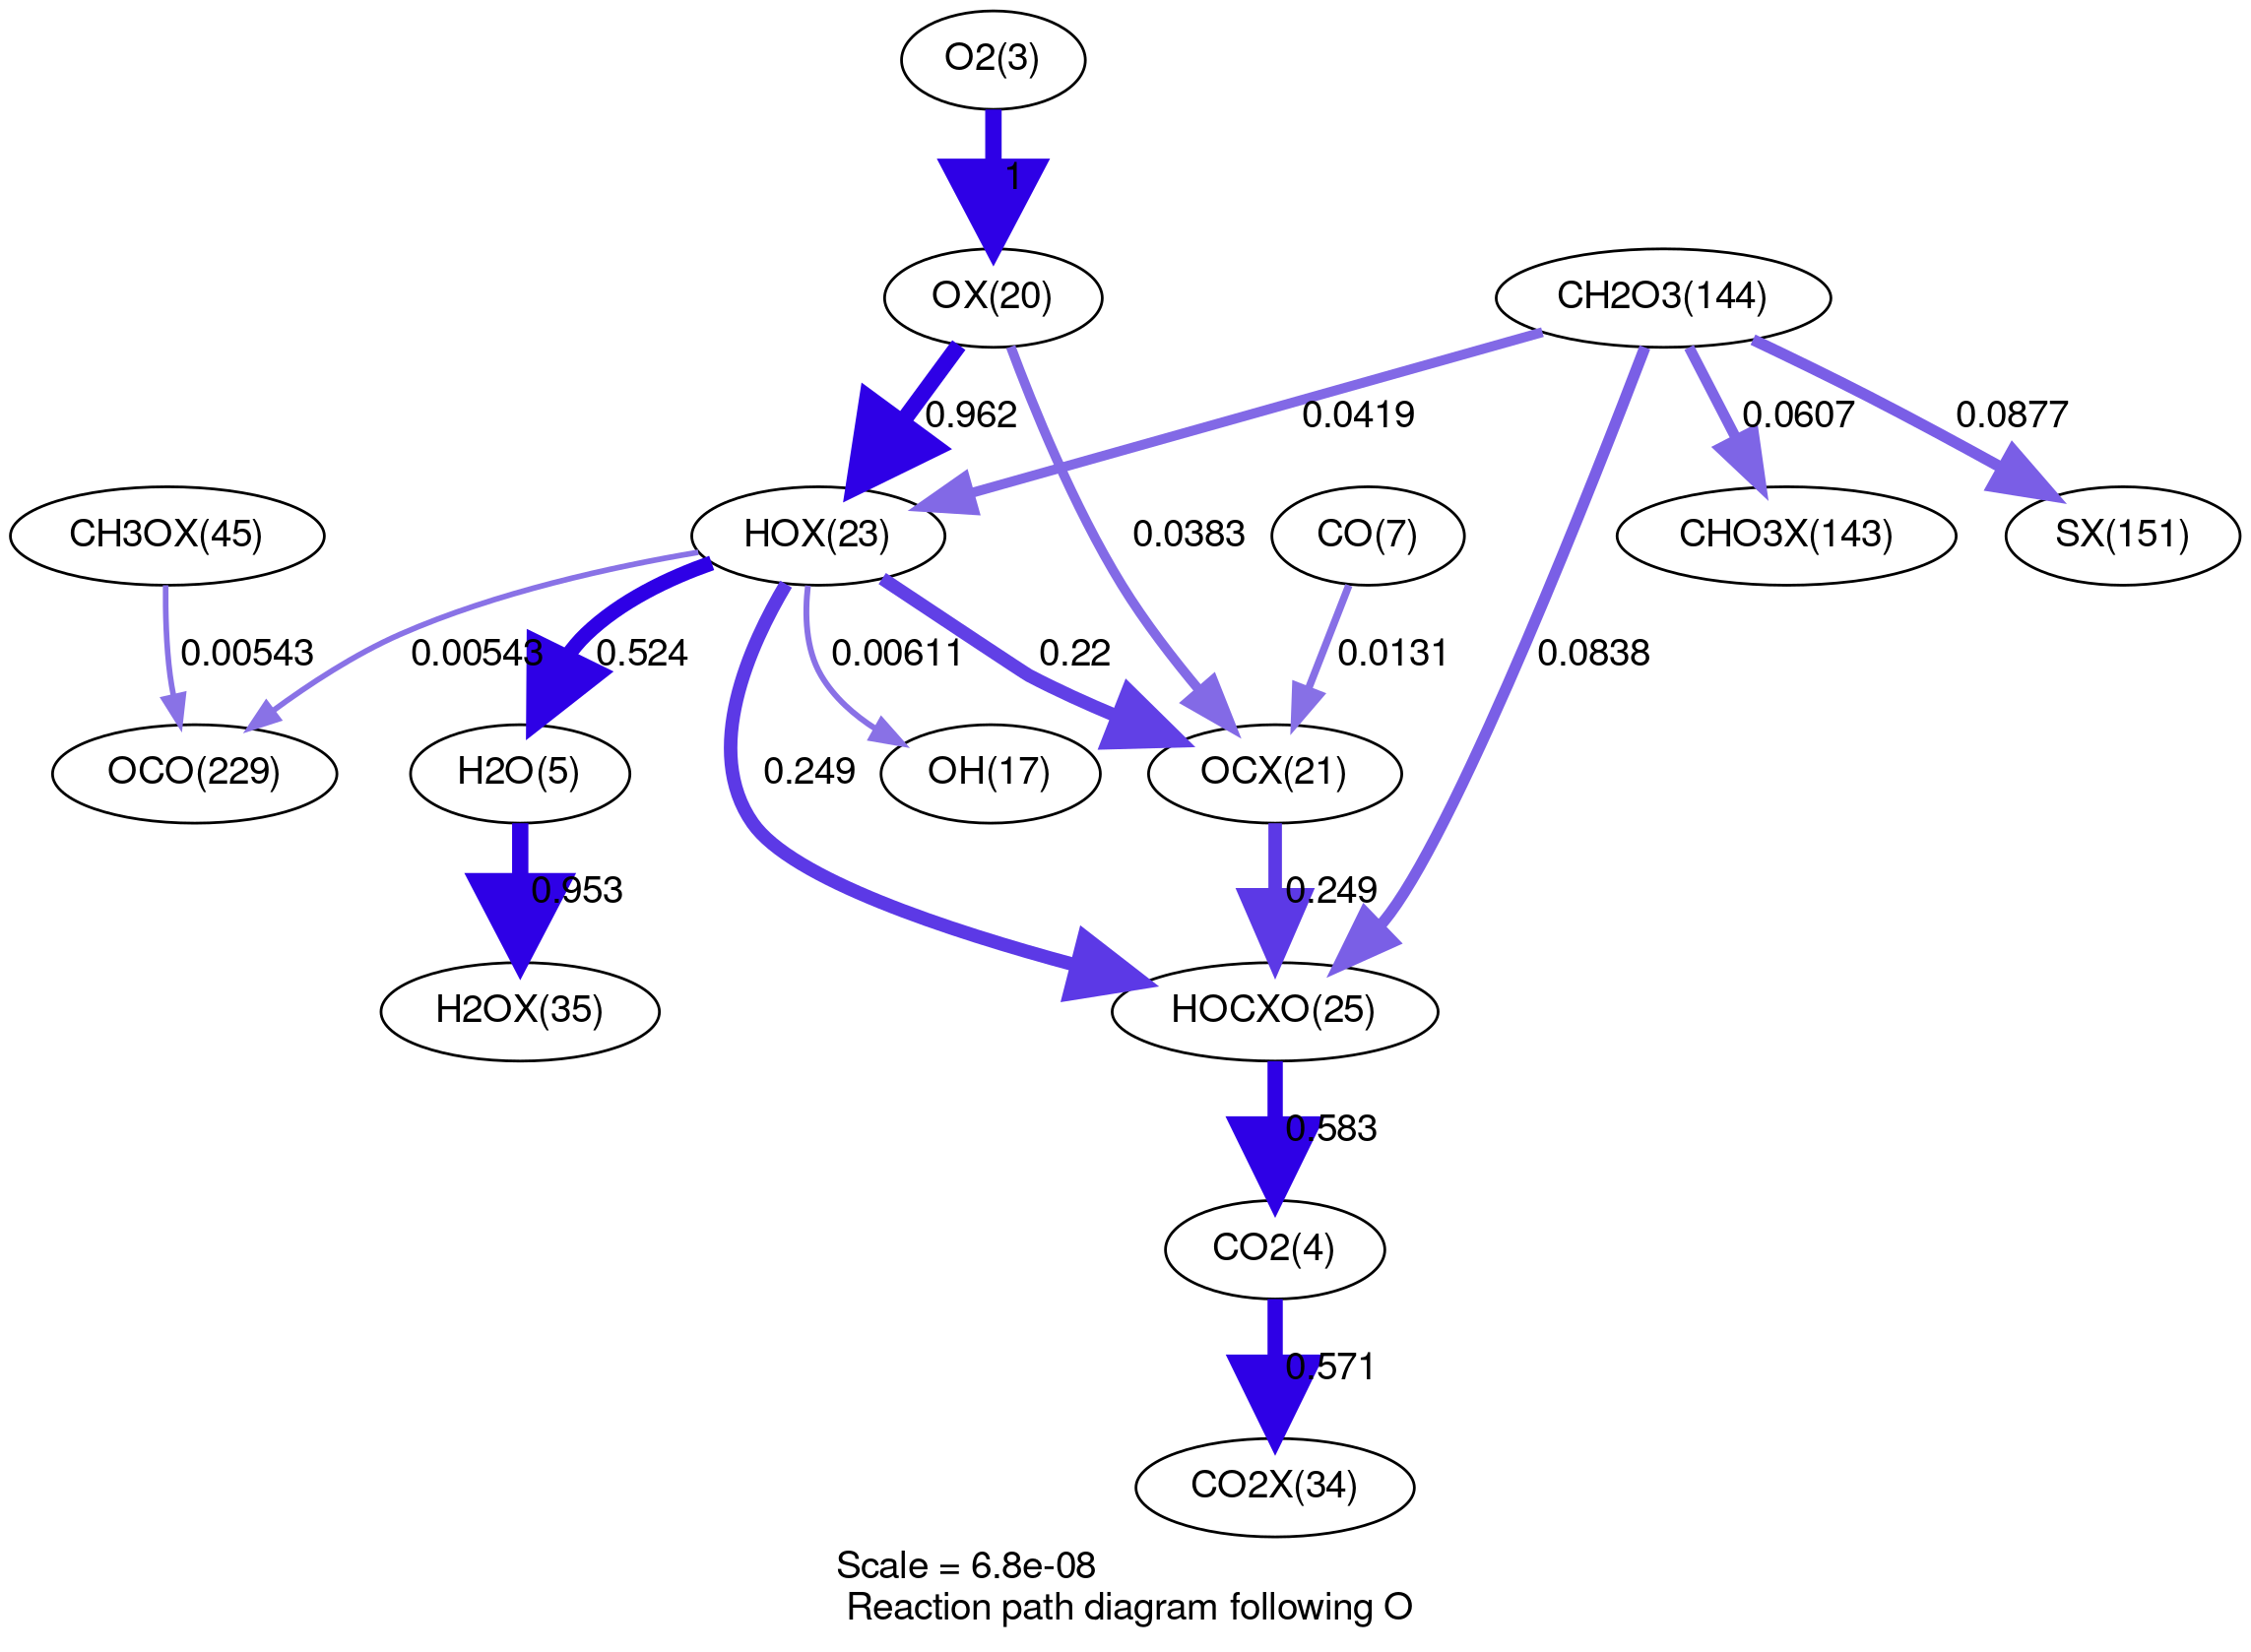 O2(3)
1
OX(20)
CH2O3(144)
0.962
0.0419
0.0607
0.0877
CH3OX(45)
HOX(23)
0.0383
CO(7)
CHO3X(143)
SX(151)
0.00543
0.00543
0.524
0.00611
0.22
0.0131
0.0838
OCO(229)
H2O(5)
0.249
OH(17)
OCX(21)
0.953
0.249
H2OX(35)
HOCXO(25)
0.583
CO2(4)
0.571
CO2X(34)
Scale = 6.8e-08
Reaction path diagram following O